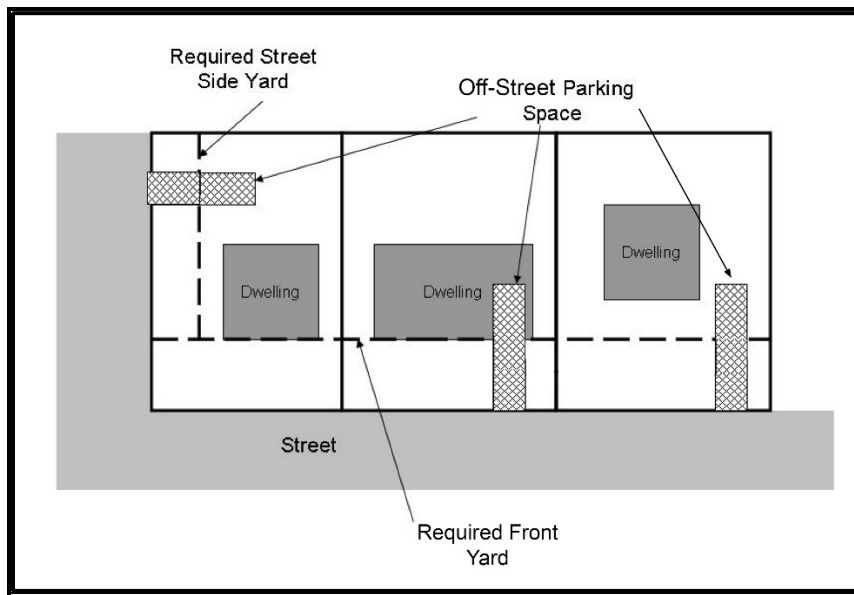 Required Street
Side Yard
Off-Street Parking
Space
Dwelling
Dwelling
Dwelling
Street
Required Front
Yard